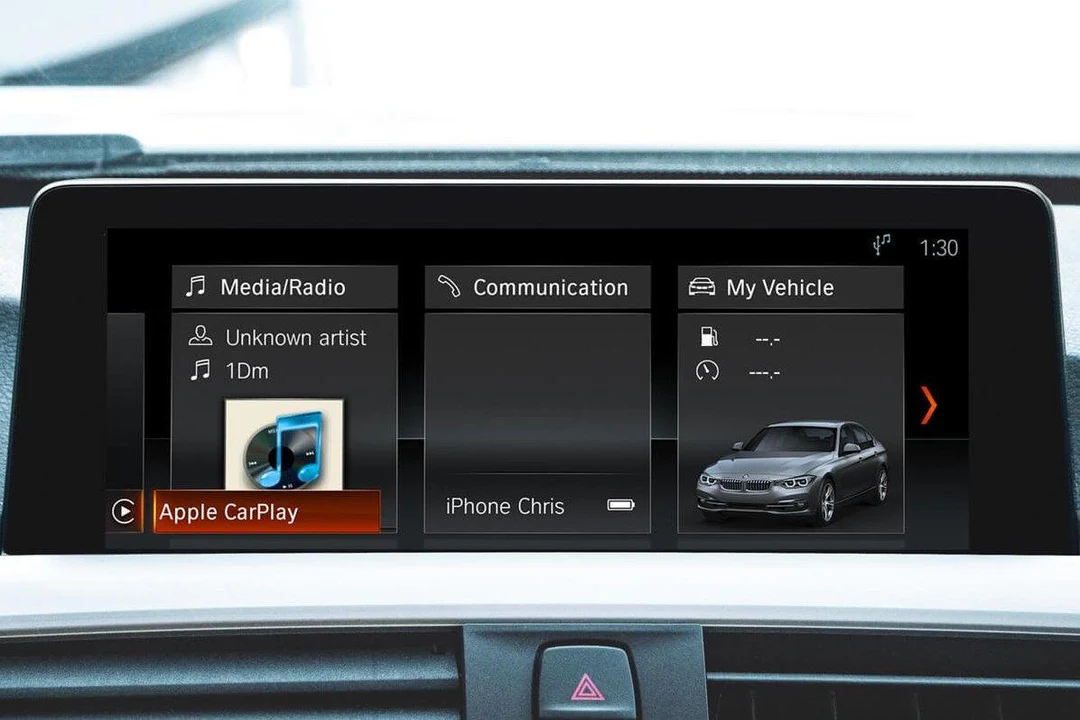 1:30
Media/Radio
Communication
My Vehicle
Unknown artist
1Dm
--.-
---.-
Apple CarPlay
iPhone Chris